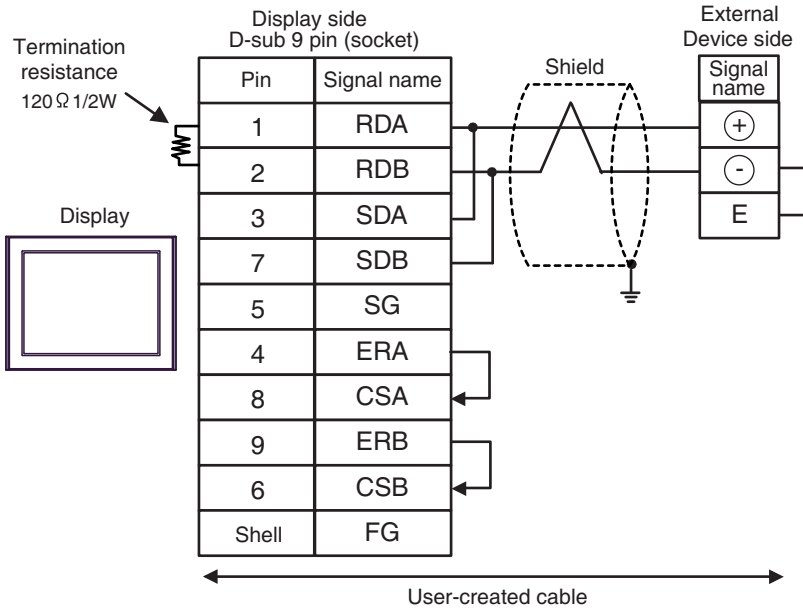 Display side
D-sub 9 pin (socket)
External
Device side
Termination
resistance
120Ω1/2W
Shield
Pin Signal name
Signal
name
1 RDA
+
2 RDB
-
3 SDA
E
Display
7 SDB
5 SG
4 ERA
8 CSA
9 ERB
6 CSB
Shell FG
User-created cable